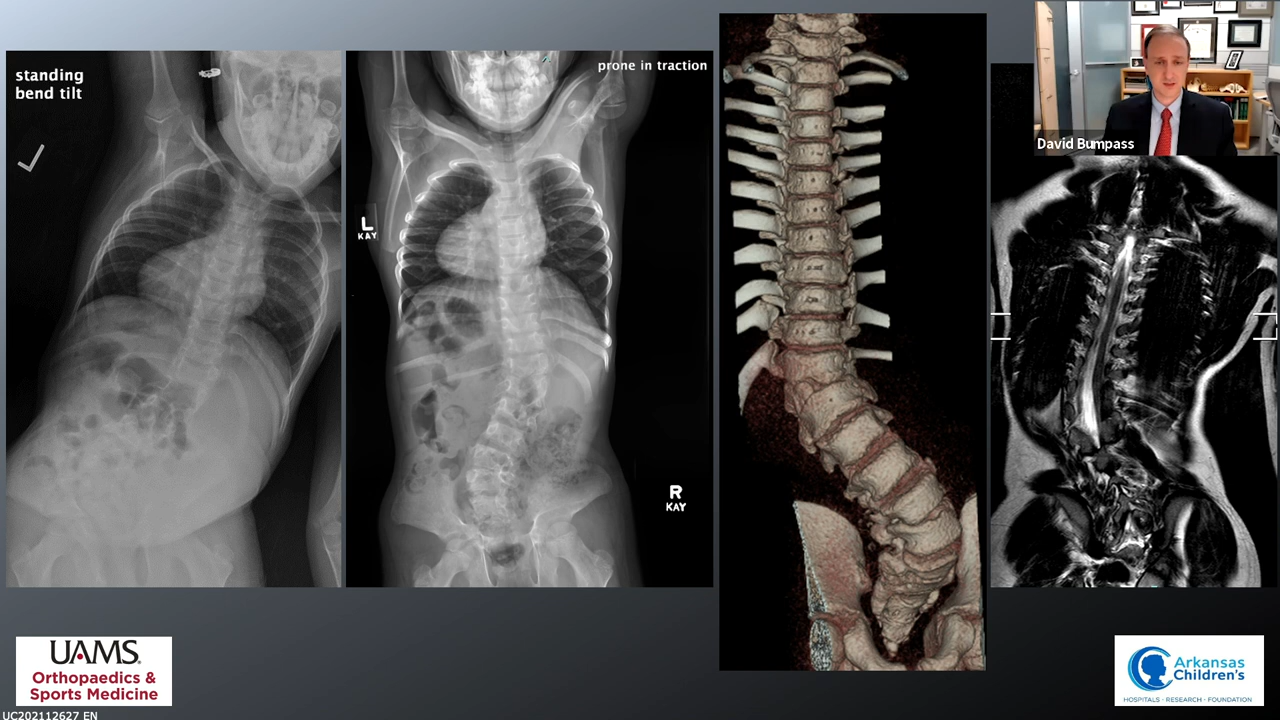 standing
bend tilt
prone in traction
David Bumpass
L
KAY
R
KAY
UAMS
Orthopaedics &
Sports Medicine
Arkansas
Children's
HOSPITALS • RESEARCH • FOUNDATION
UC202112627 EN